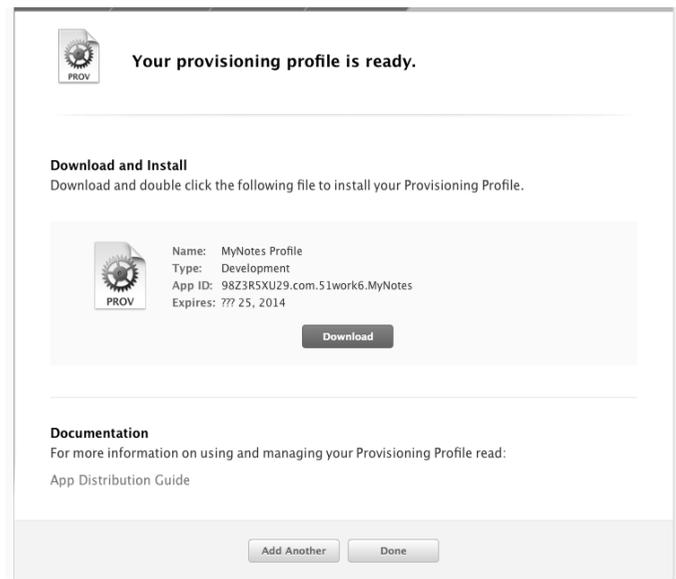 PROV
Your provisioning profile is ready.
Download and Install
Download and double click the following file to install your Provisioning Profile.
PROV
Name: MyNotes Profile
Type: Development
App ID: 98Z3R5XU29.com.51work6.MyNotes
Expires: ??? 25, 2014
Download
Documentation
For more information on using and managing your Provisioning Profile read:
App Distribution Guide
Add Another
Done